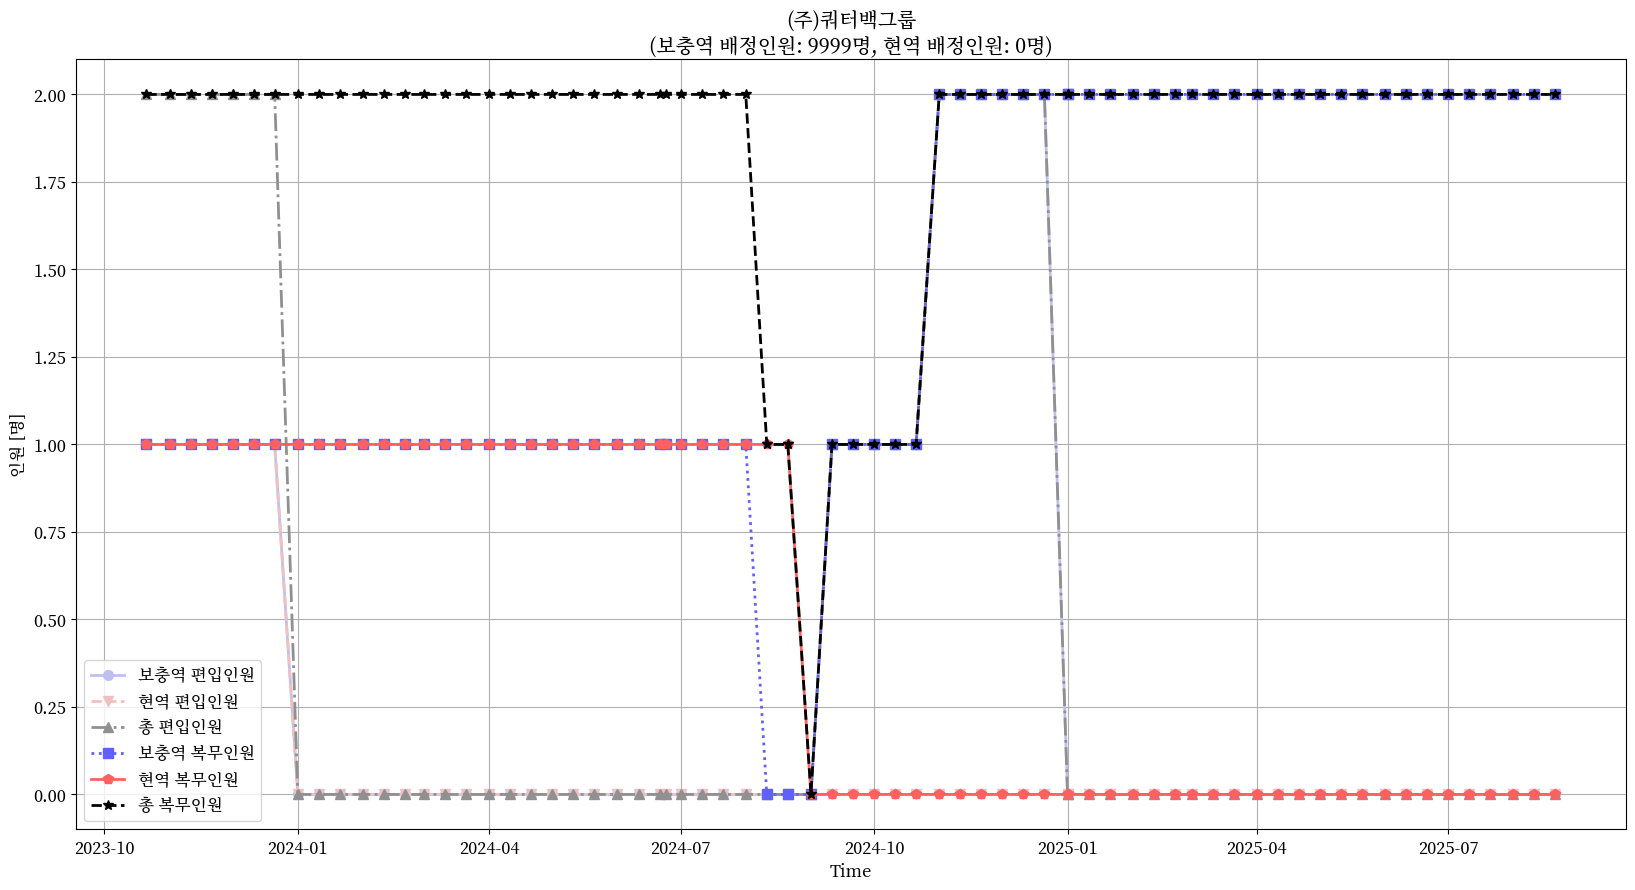 (주)쿼터백그룹
(보충역 배정인원: 9999명, 현역 배정인원: 0명)
인원 [명]
2.00
1.75
1.50
1.25
1.00
0.75
0.50
0.25
0.00
보충역 편입인원
현역 편입인원
총 편입인원
보충역 복무인원
현역 복무인원
총 복무인원
2023-10
2024-01
2024-04
2024-07
2024-10
2025-01
2025-04
2025-07
Time